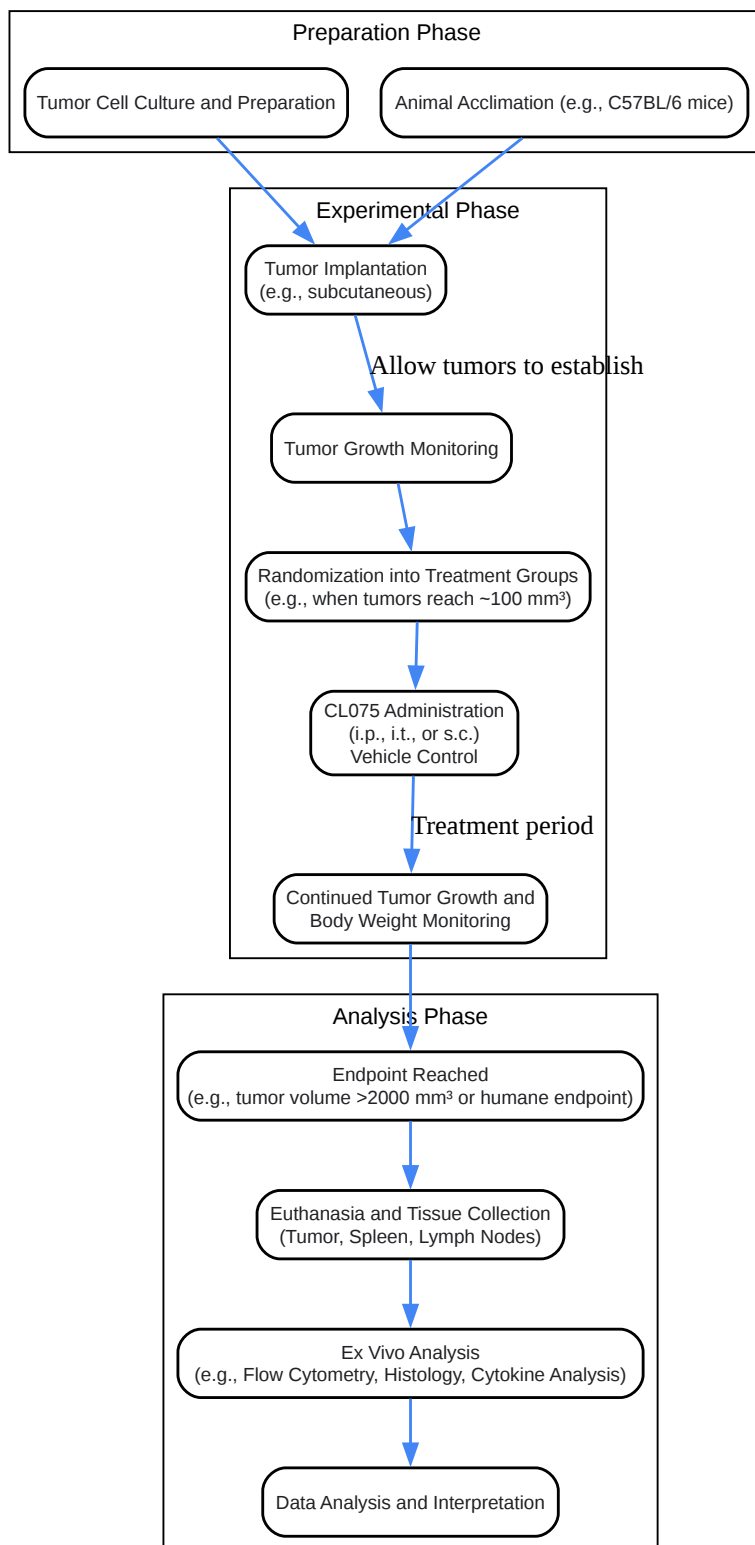 Preparation Phase
Tumor Cell Culture and Preparation
Animal Acclimation (e.g., C57BL/6 mice)
Experimental Phase
Tumor Implantation
(e.g., subcutaneous)
Allow tumors to establish
Tumor Growth Monitoring
Randomization into Treatment Groups
(e.g., when tumors reach ~100 mm³)
CL075 Administration
(i.p., i.t., or s.c.)
Vehicle Control
Treatment period
Continued Tumor Growth and
Body Weight Monitoring
Analysis Phase
Endpoint Reached
(e.g., tumor volume >2000 mm³ or humane endpoint)
Euthanasia and Tissue Collection
(Tumor, Spleen, Lymph Nodes)
Ex Vivo Analysis
(e.g., Flow Cytometry, Histology, Cytokine Analysis)
Data Analysis and Interpretation